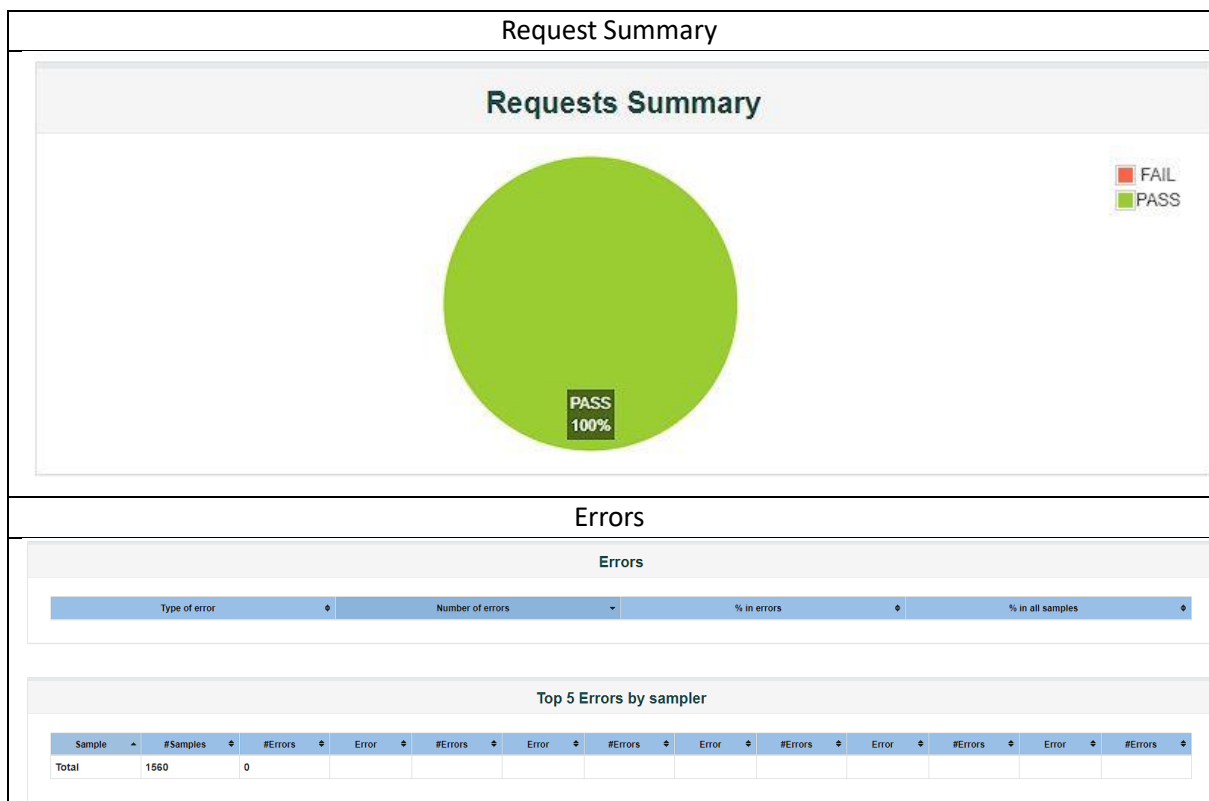 Request Summary
Requests Summary
FAIL
PASS
PASS
100%
Errors
Errors
Type of error Number of errors % in errors % in all samples
Top 5 Errors by sampler
Sample #Samples #Errors Error #Errors Error #Errors Error #Errors Error #Errors Error #Errors
Total 1560 0